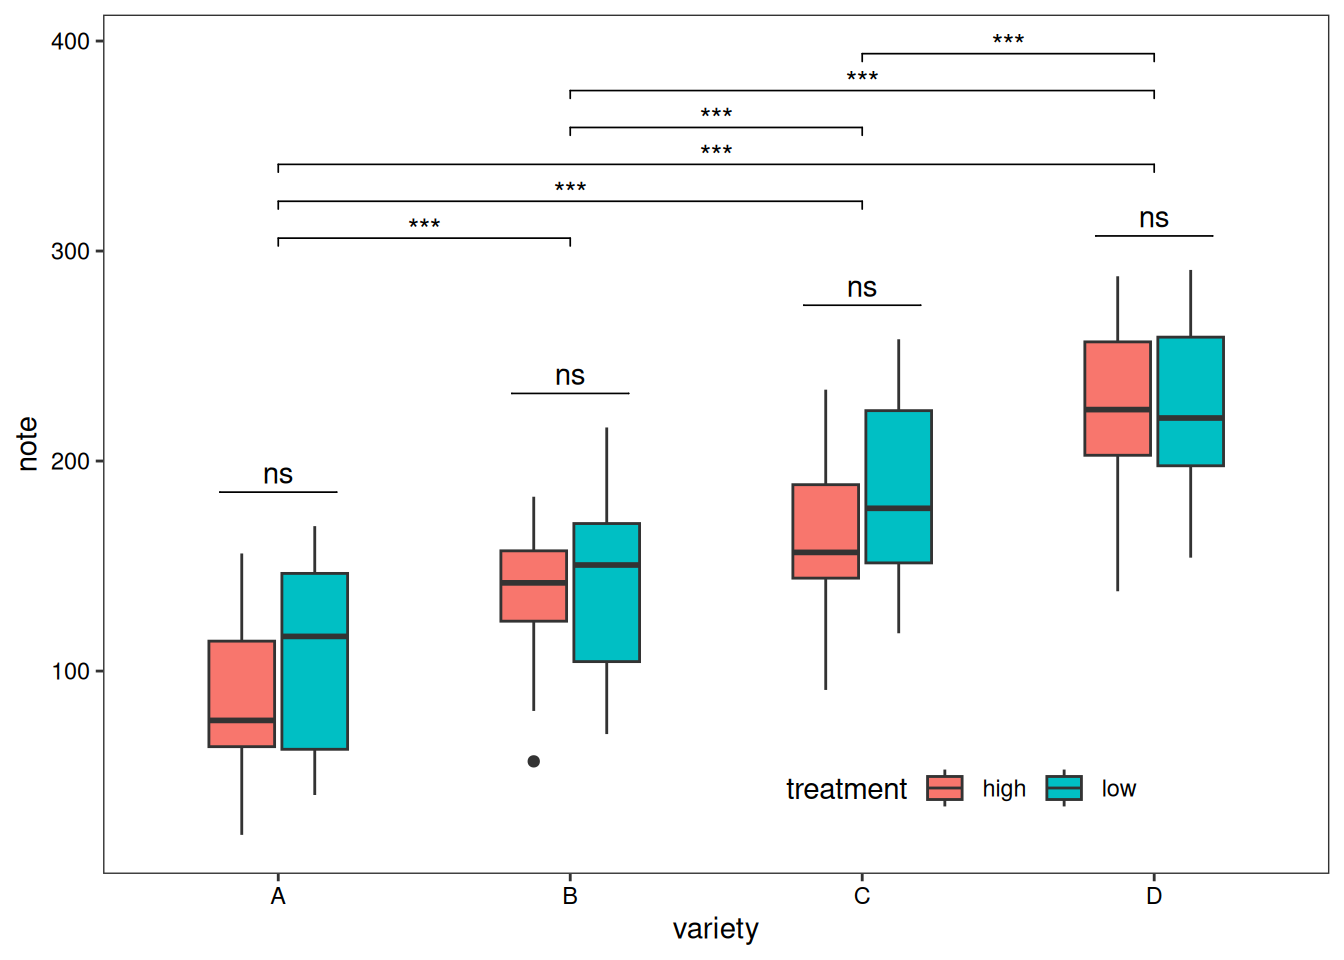 400
***
***
***
***
***
***
ns
300
ns
ns
200
ns
100
note
treatment high low
A B C D
variety